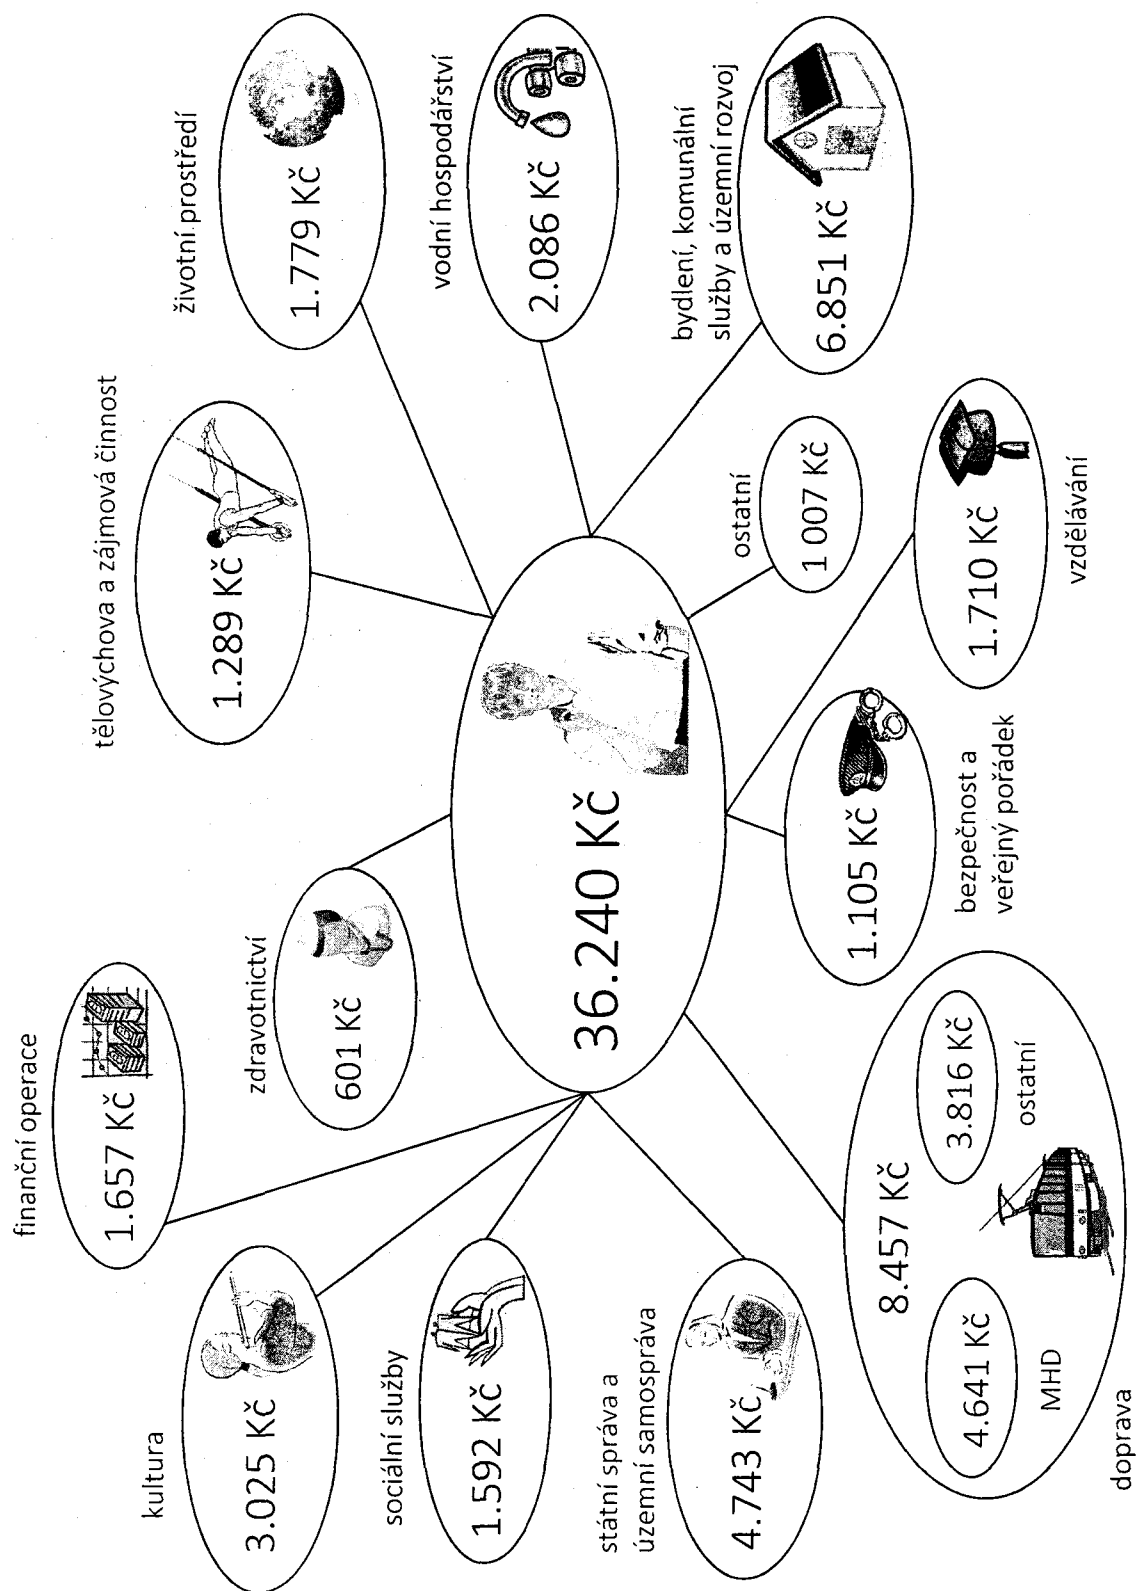 finanční operace
1.657 Kč
tělovýchova a zájmová činnost
1.289 Kč
kultura
3.025 Kč
životní prostředí
1.779 Kč
zdravotnictví
601 Kč
sociální služby
1.592 Kč
vodní hospodářství
2.086 Kč
36.240 Kč
státní správa a
územní samospráva
4.743 Kč
bydlení, komunální
služby a územní rozvoj
6.851 Kč
ostatní
1 007 Kč
8.457 Kč
4.641 Kč
MHD
3.816 Kč
ostatní
doprava
1.105 Kč
bezpečnost a
veřejný pořádek
1.710 Kč
vzdělávání